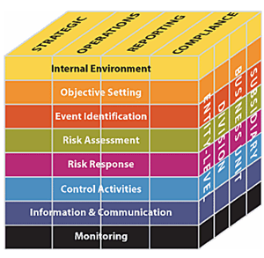 STRATEGIC
OPERATIONS
REPORTING
COMPLIANCE
Internal Environment
Objective Setting
Event Identification
Risk Assessment
Risk Response
Control Activities
Information & Communication
Monitoring
ENTITY-LEVEL
DIVISION
BUSINESS UNIT
SUBSIDIARY